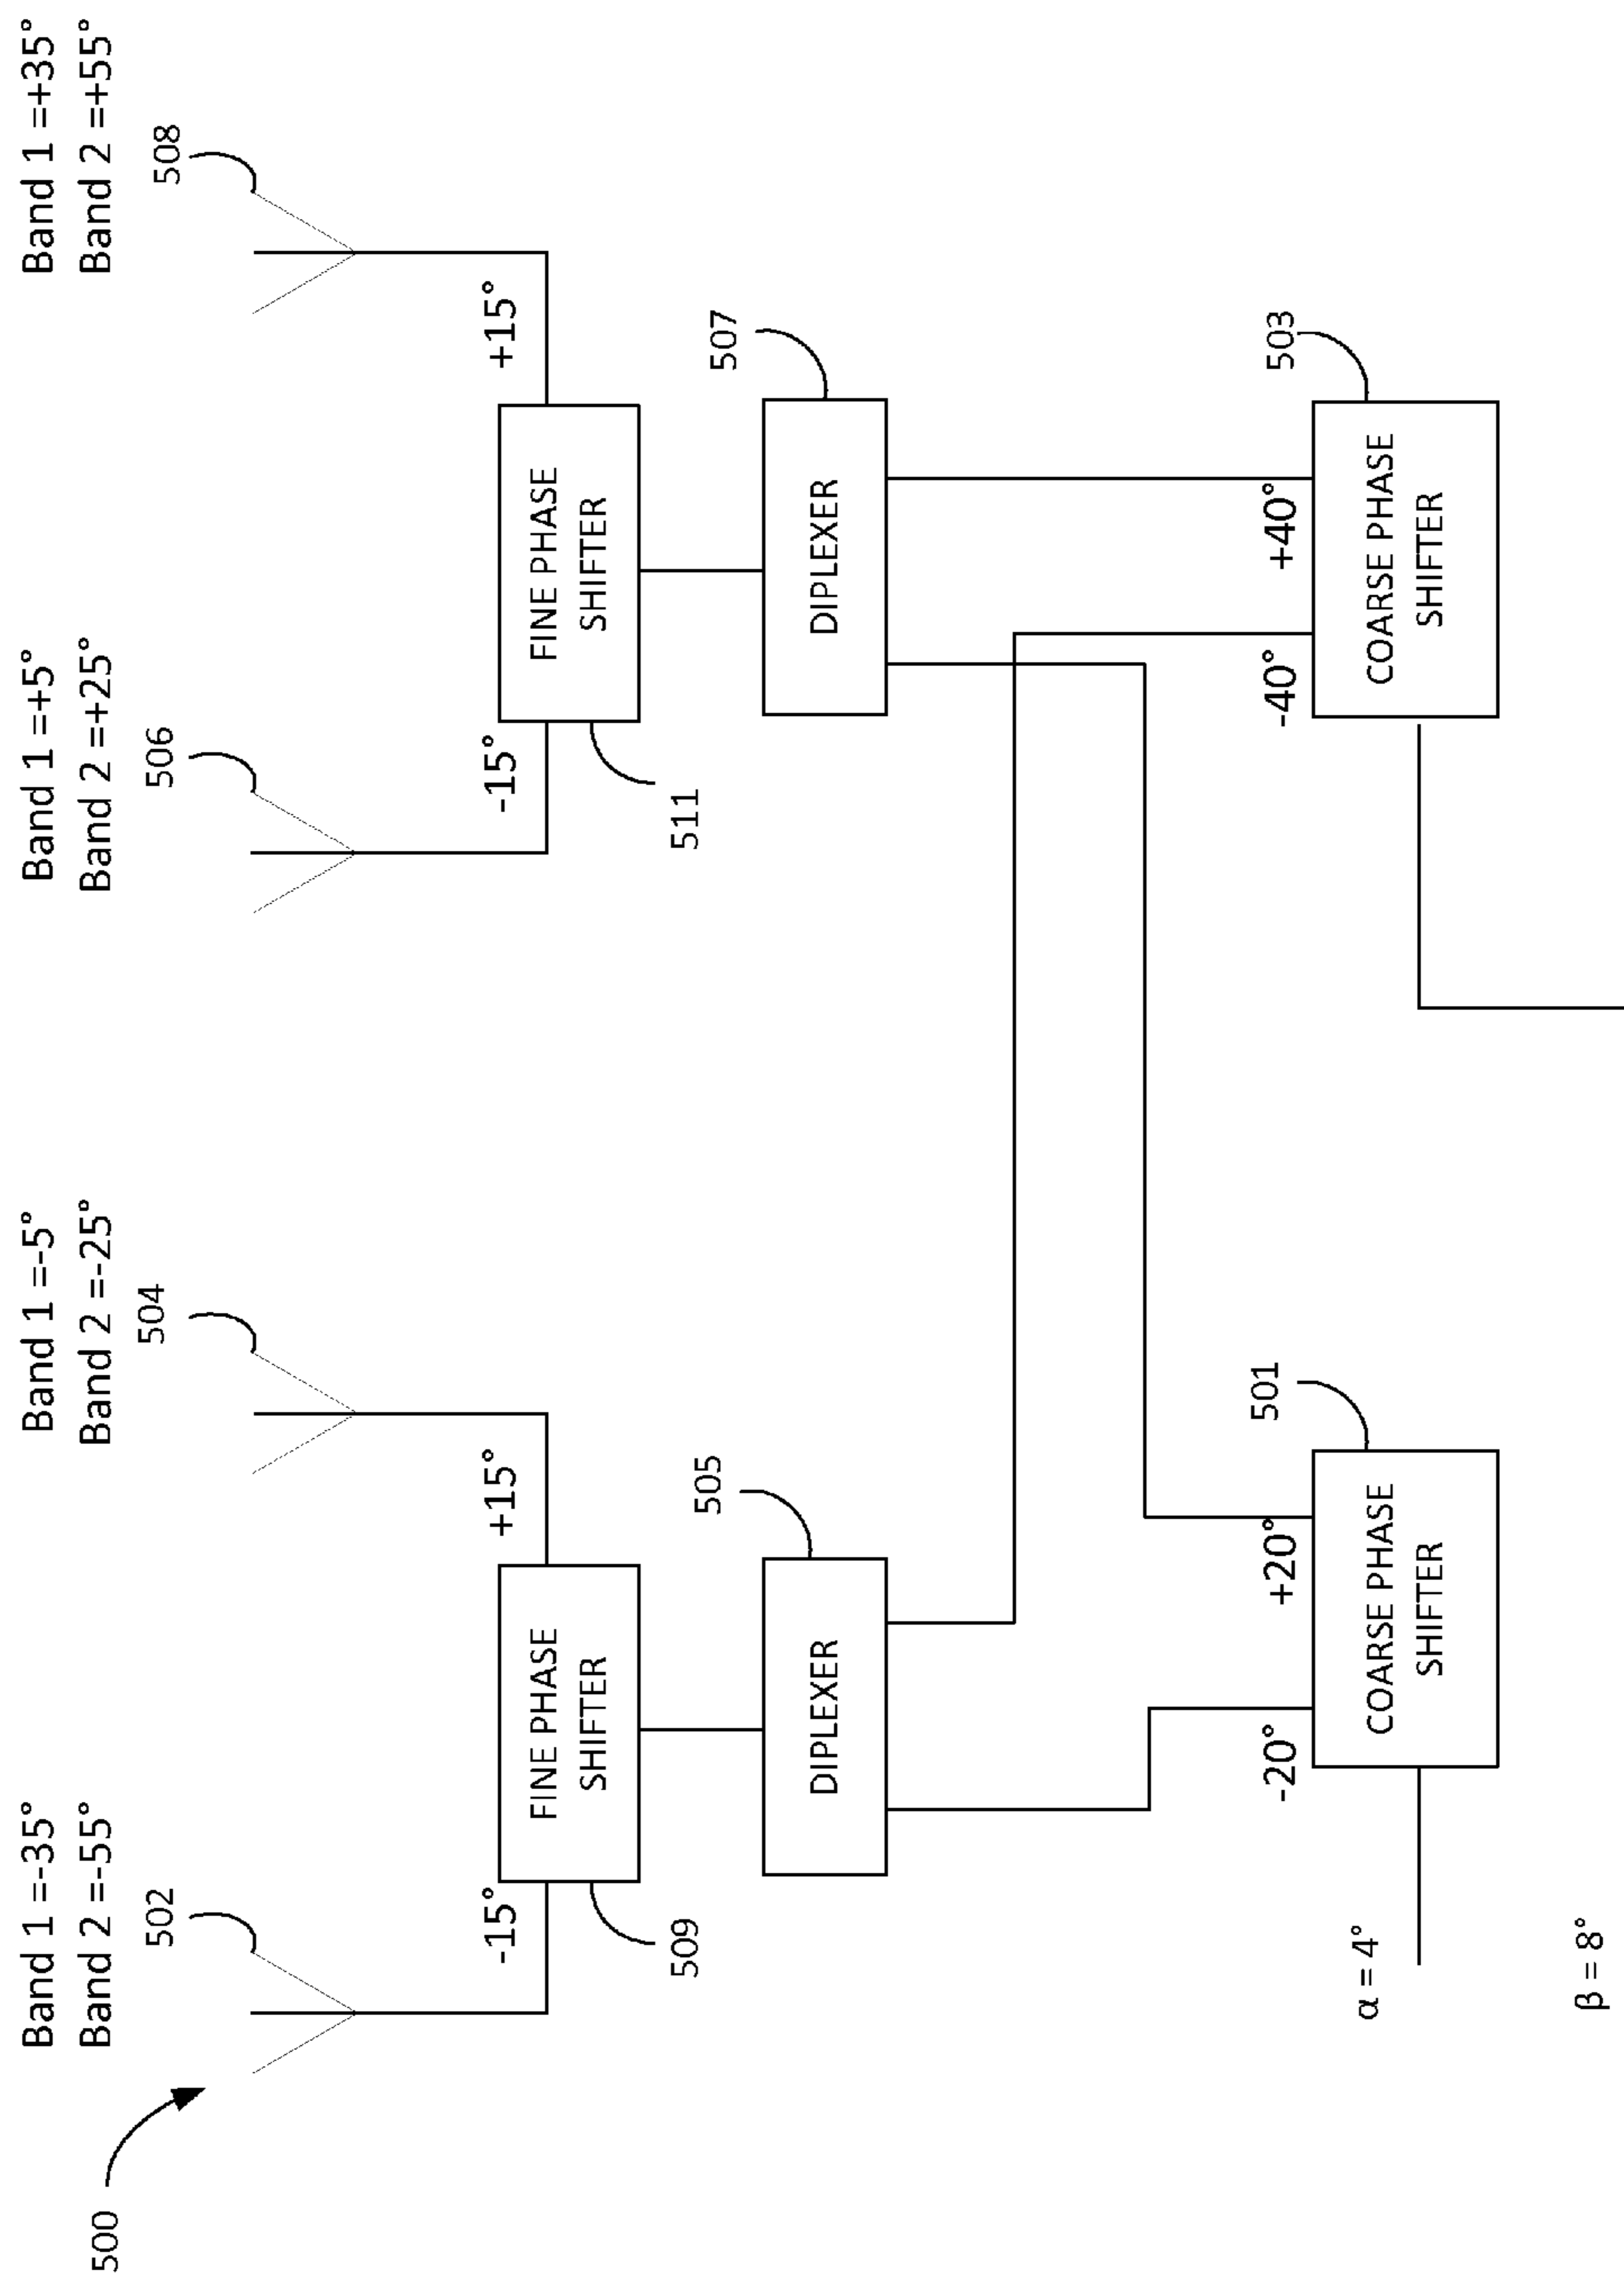 500
Band 1 =-35°
Band 2 =-55°
502
Band 1 =-5°
Band 2 =-25°
504
Band 1 =+5°
Band 2 =+25°
506
Band 1 =+35°
Band 2 =+55°
508
-15°
+15°
-15°
+15°
FINE PHASE
SHIFTER
509
FINE PHASE
SHIFTER
511
505
DIPLEXER
507
DIPLEXER
-20°
+20°
501
-40°
+40°
503
α = 4°
COARSE PHASE
SHIFTER
COARSE PHASE
SHIFTER
β = 8°